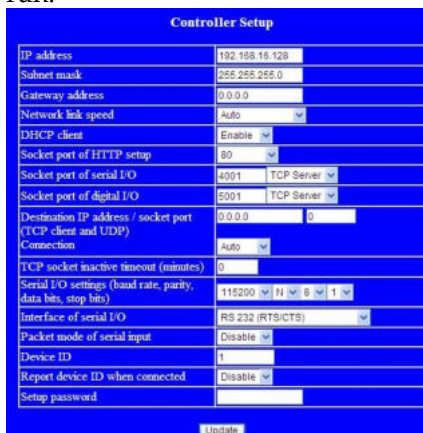 Controller Setup
IP address 192.168.16.128
Subnet mask 255.255.255.0
Gateway address 0.0.0.0
Network link speed Auto
DHCP client Enable
Socket port of HTTP setup 80
Socket port of serial I/O 4001 TCP Server
Socket port of digital I/O 5001 TCP Server
Destination IP address / socket port 0.0.0.0 0
(TCP client and UDP)
Connection Auto
TCP socket inactive timeout (minutes) 0
Serial I/O settings (baud rate, parity, 115200 N 8 1
data bits, stop bits)
Interface of serial I/O RS 232 (RTS/CTS)
Packet mode of serial input Disable
Device ID 1
Report device ID when connected Disable
Setup password
Update